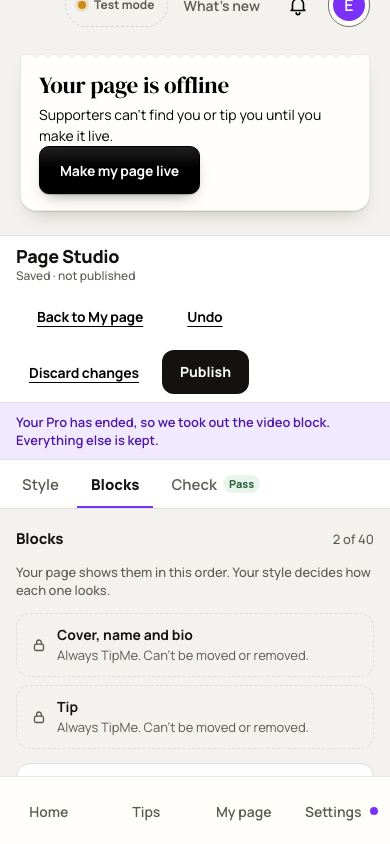 Test mode
What's new
E
Your page is offline
Supporters can't find you or tip you until you
make it live.
Make my page live
Page Studio
Saved · not published
Back to My page
Undo
Discard changes
Publish
Your Pro has ended, so we took out the video block.
Everything else is kept.
Style
Blocks
Check
Pass
Blocks
2 of 40
Your page shows them in this order. Your style decides how
each one looks.
Cover, name and bio
Always TipMe. Can't be moved or removed.
Tip
Always TipMe. Can't be moved or removed.
Home
Tips
My page
Settings